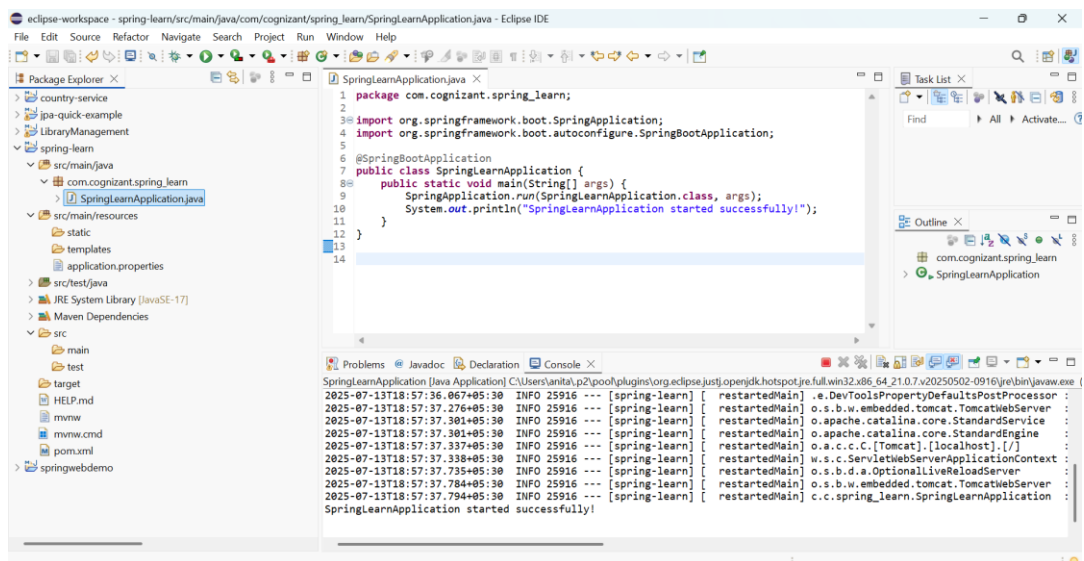 eclipse-workspace - spring-learn/src/main/java/com/cognizant/spring_learn/SpringLearnApplication.java - Eclipse IDE
File Edit Source Refactor Navigate Search Project Run Window Help
Package Explorer
country-service
jpa-quick-example
LibraryManagement
spring-learn
src/main/java
com.cognizant.spring_learn
SpringLearnApplication.java
src/main/resources
static
templates
application.properties
src/test/java
JRE System Library [JavaSE-17]
Maven Dependencies
src
main
test
target
HELP.md
mvnw
mvnw.cmd
pom.xml
springwebdemo
SpringLearnApplication.java
1 package com.cognizant.spring_learn;
2
3 import org.springframework.boot.SpringApplication;
4 import org.springframework.boot.autoconfigure.SpringBootApplication;
5
6 @SpringBootApplication
7 public class SpringLearnApplication {
8 public static void main(String[] args) {
9 SpringApplication.run(SpringLearnApplication.class, args);
10 System.out.println("SpringLearnApplication started successfully!");
11 }
12 }
13
14
Task List
Find All Activate...
Outline
com.cognizant.spring_learn
SpringLearnApplication
Problems Javadoc Declaration Console
SpringLearnApplication [Java Application] C:\Users\anita\.p2\pool\plugins\org.eclipse.justj.openjdk.hotspot.jre.full.win32.x86_64_21.0.7.v20250502-0916\jre\bin\javaw.exe (
2025-07-13T18:57:36.067+05:30 INFO 25916 --- [spring-learn] [ restartedMain] .e.DevToolsPropertyDefaultsPostProcessor :
2025-07-13T18:57:37.276+05:30 INFO 25916 --- [spring-learn] [ restartedMain] o.s.b.w.embedded.tomcat.TomcatWebServer :
2025-07-13T18:57:37.301+05:30 INFO 25916 --- [spring-learn] [ restartedMain] o.apache.catalina.core.StandardService :
2025-07-13T18:57:37.301+05:30 INFO 25916 --- [spring-learn] [ restartedMain] o.apache.catalina.core.StandardEngine :
2025-07-13T18:57:37.337+05:30 INFO 25916 --- [spring-learn] [ restartedMain] o.a.c.c.C.[Tomcat].[localhost].[/] :
2025-07-13T18:57:37.338+05:30 INFO 25916 --- [spring-learn] [ restartedMain] w.s.c.ServletWebServerApplicationContext :
2025-07-13T18:57:37.735+05:30 INFO 25916 --- [spring-learn] [ restartedMain] o.s.b.d.a.OptionalLiveReloadServer :
2025-07-13T18:57:37.784+05:30 INFO 25916 --- [spring-learn] [ restartedMain] o.s.b.w.embedded.tomcat.TomcatWebServer :
2025-07-13T18:57:37.794+05:30 INFO 25916 --- [spring-learn] [ restartedMain] c.c.spring_learn.SpringLearnApplication :
SpringLearnApplication started successfully!